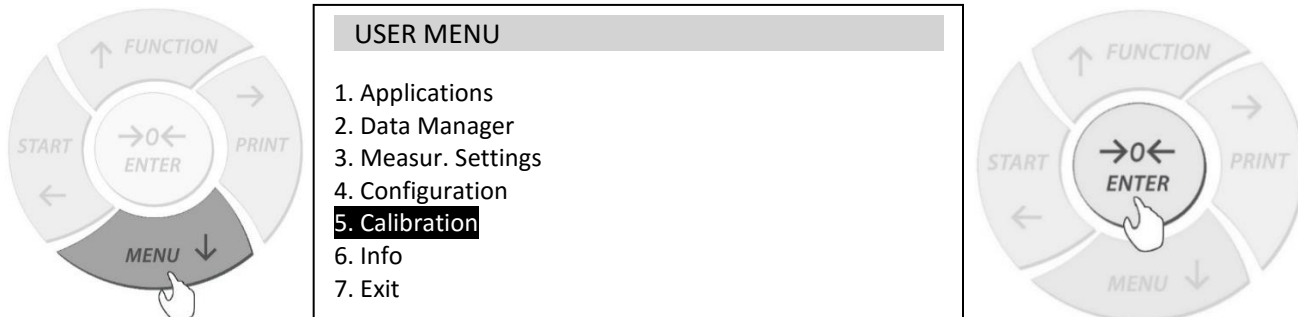 ↑ FUNCTION
START
→0←
ENTER
→
PRINT
←
MENU ↓
USER MENU
1. Applications
2. Data Manager
3. Measur. Settings
4. Configuration
5. Calibration
6. Info
7. Exit
↑ FUNCTION
START
→0←
ENTER
→
PRINT
←
MENU ↓